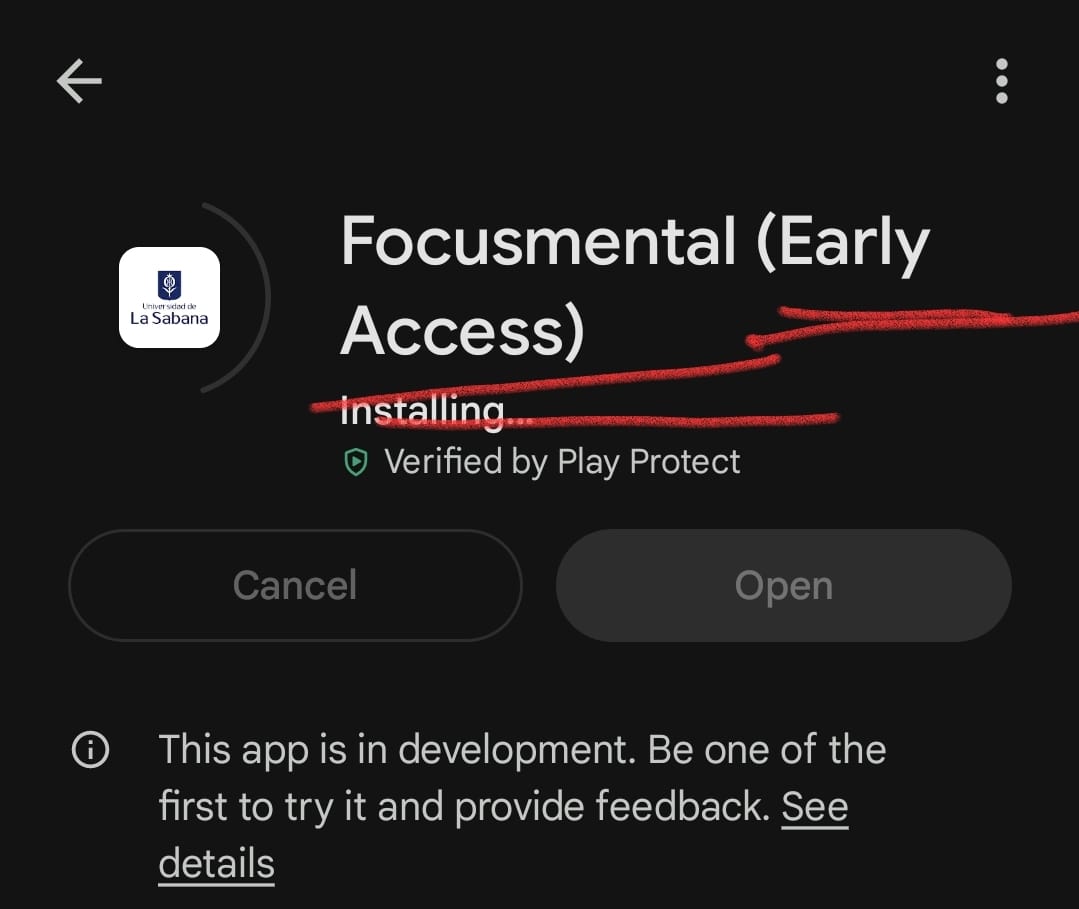 Focusmental (Early
Access)
Universidad de
La Sabana
Installing...
Verified by Play Protect
Cancel
Open
This app is in development. Be one of the
first to try it and provide feedback. See
details